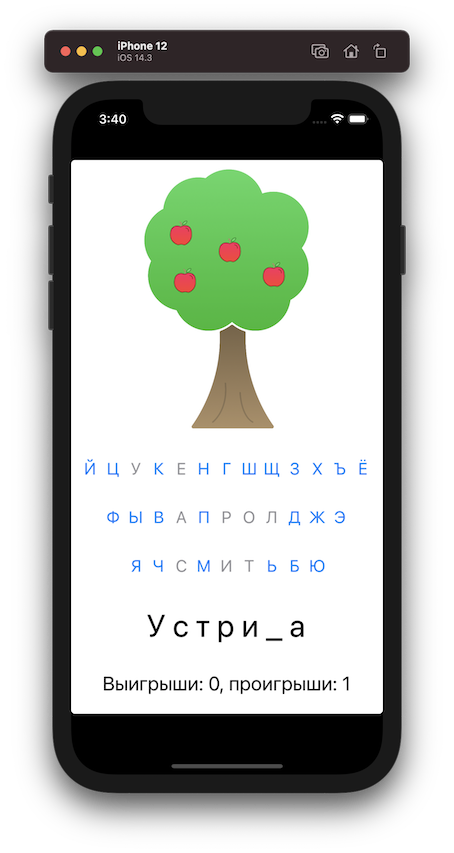 iPhone 12
iOS 14.3
3:40
Й Ц У К Е Н Г Ш Щ З Х Ъ Ё
Ф Ы В А П Р О Л Д Ж Э
Я Ч С М И Т Ь Б Ю
У с т р и _ а
Выигрыши: 0, проигрыши: 1